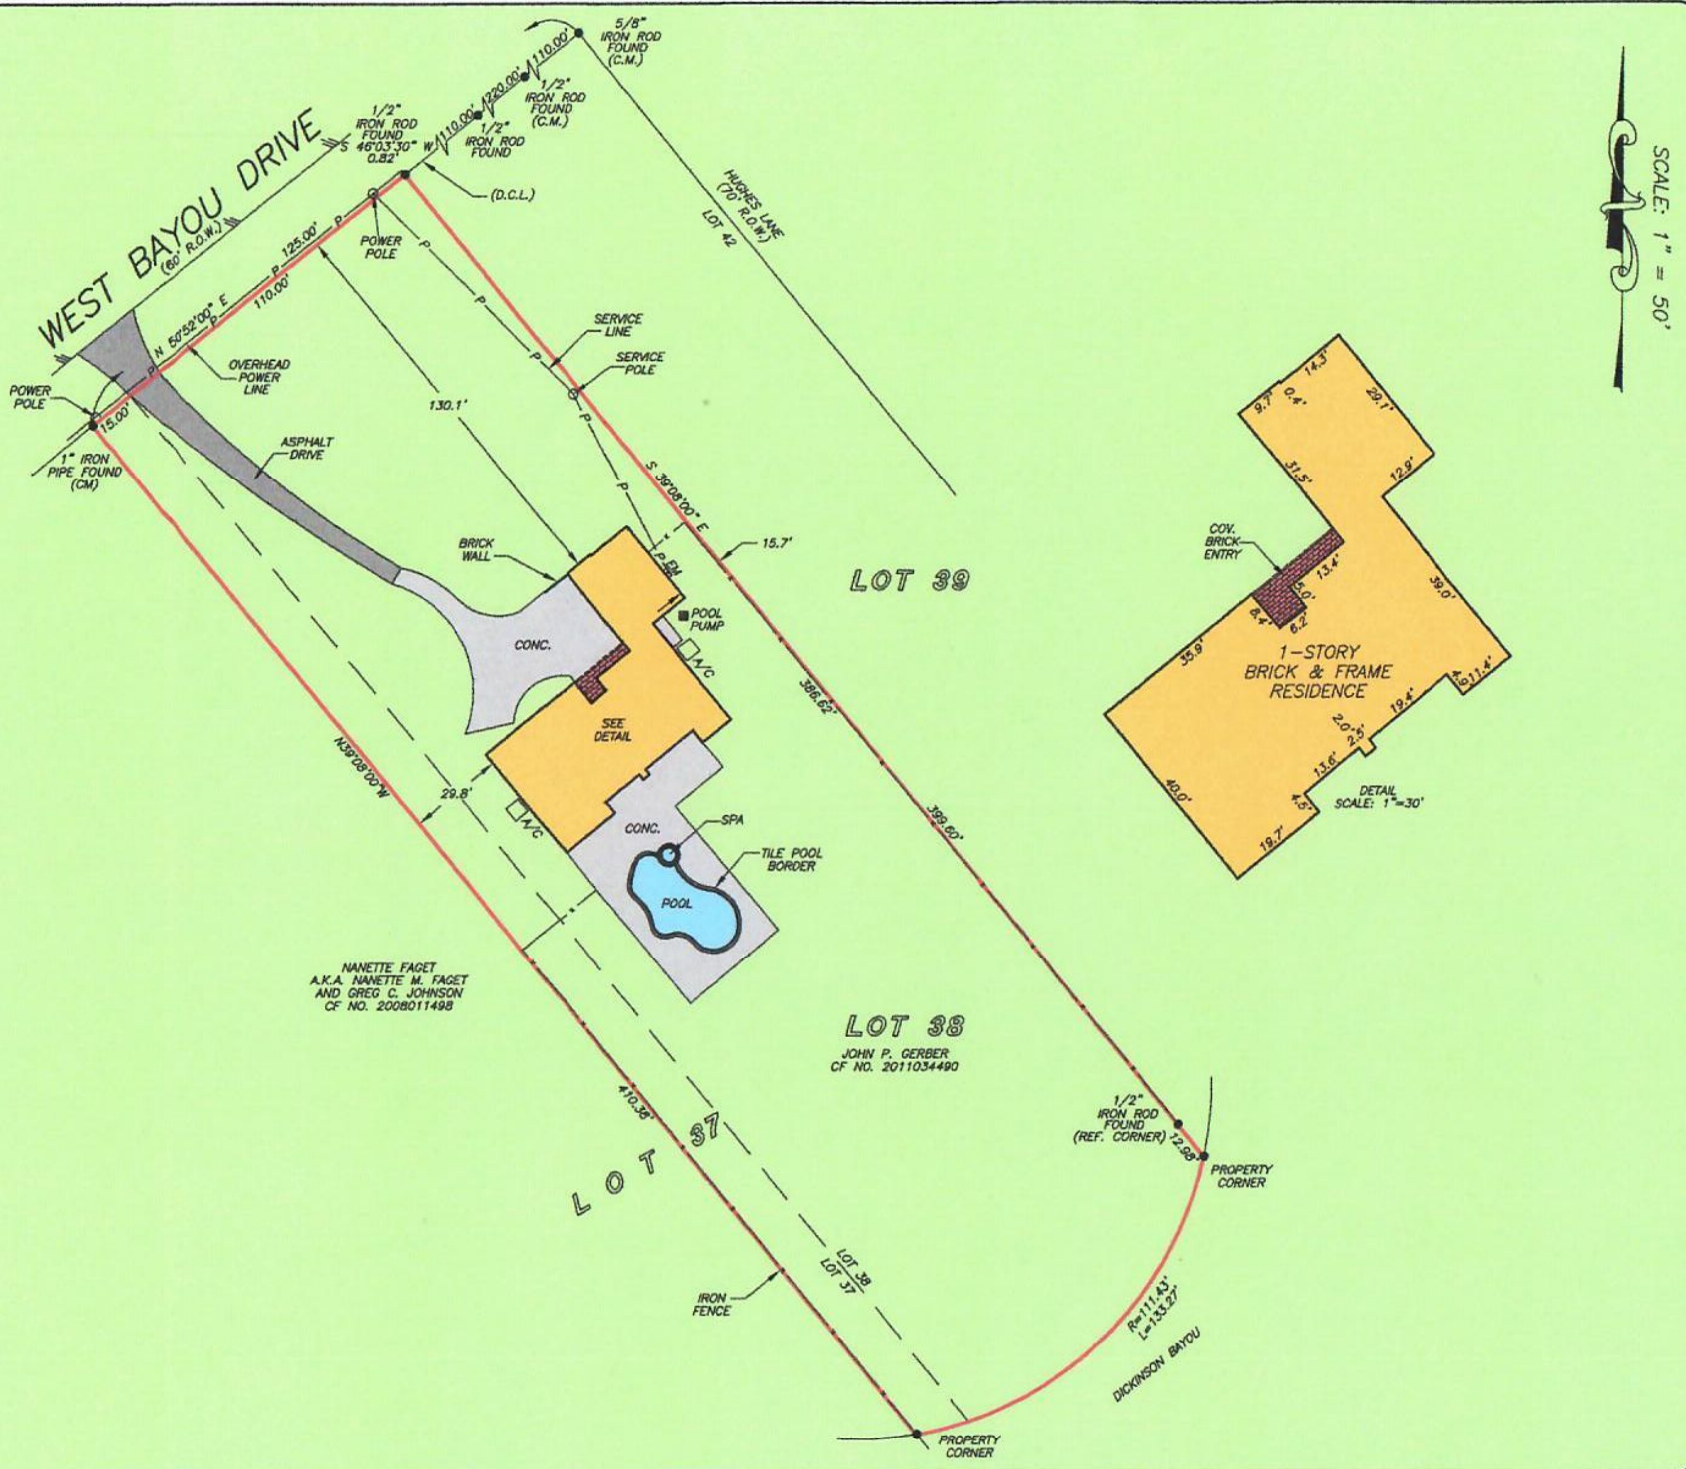 5/8"
IRON ROD
FOUND
(C.M.)
110.00'
220.00'
1/2"
IRON ROD
FOUND
(C.M.)
110.00'
1/2"
IRON ROD
FOUND
1/2"
IRON ROD
FOUND
S 46°03'30" W
0.82'
(D.C.L.)
WEST BAYOU DRIVE
(60' R.O.W.)
HUGHES LANE
(70' R.O.W.)
LOT 42
SCALE: 1" = 50'
POWER
POLE
P
P
P
P
125.00'
110.00'
N 50°52'00" E
OVERHEAD
POWER
LINE
POWER
POLE
15.00'
1" IRON
PIPE FOUND
(CM)
ASPHALT
DRIVE
130.1'
P
P
P
P
P
P
SERVICE
LINE
SERVICE
POLE
S 39°08'00" E
15.7'
BRICK
WALL
EM
POOL
PUMP
A/C
CONC.
SEE
DETAIL
LOT 39
386.62'
399.60'
N39°08'00"W
29.8'
A/C
CONC.
SPA
TILE POOL
BORDER
POOL
14.3'
9.7'
0.4'
29.1'
31.5'
12.9'
COV.
BRICK
ENTRY
13.4'
5.0'
8.4'
6.2'
39.0'
35.9'
1-STORY
BRICK & FRAME
RESIDENCE
4.9'
11.4'
19.4'
2.0'
2.5'
13.6'
4.5'
40.0'
19.7'
DETAIL
SCALE: 1"=30'
NANETTE FAGET
A.K.A. NANETTE M. FAGET
AND GREG C. JOHNSON
CF NO. 2008011498
LOT 38
JOHN P. GERBER
CF NO. 2011034490
410.38'
LOT 37
1/2"
IRON ROD
FOUND
(REF. CORNER)
12.98'
PROPERTY
CORNER
LOT 38
LOT 37
IRON
FENCE
R=111.43'
L=133.27'
DICKINSON BAYOU
PROPERTY
CORNER